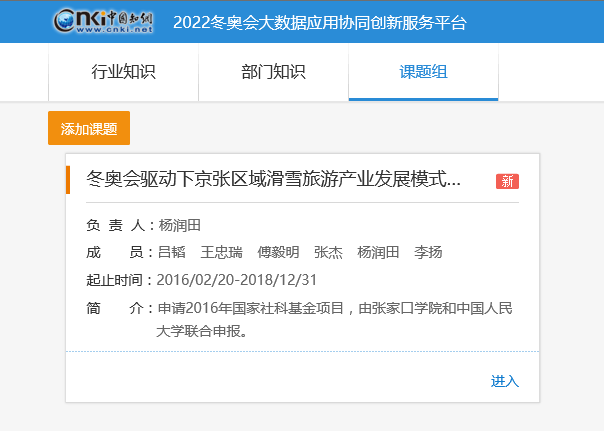 cnki中国知网
www.cnki.net
2022冬奥会大数据应用协同创新服务平台
行业知识 部门知识 课题组
添加课题
冬奥会驱动下京张区域滑雪旅游产业发展模式... 新
负 责 人：杨润田
成 员：吕韬 王忠瑞 傅毅明 张杰 杨润田 李扬
起止时间：2016/02/20-2018/12/31
简 介：申请2016年国家社科基金项目，由张家口学院和中国人民
大学联合申报。
进入